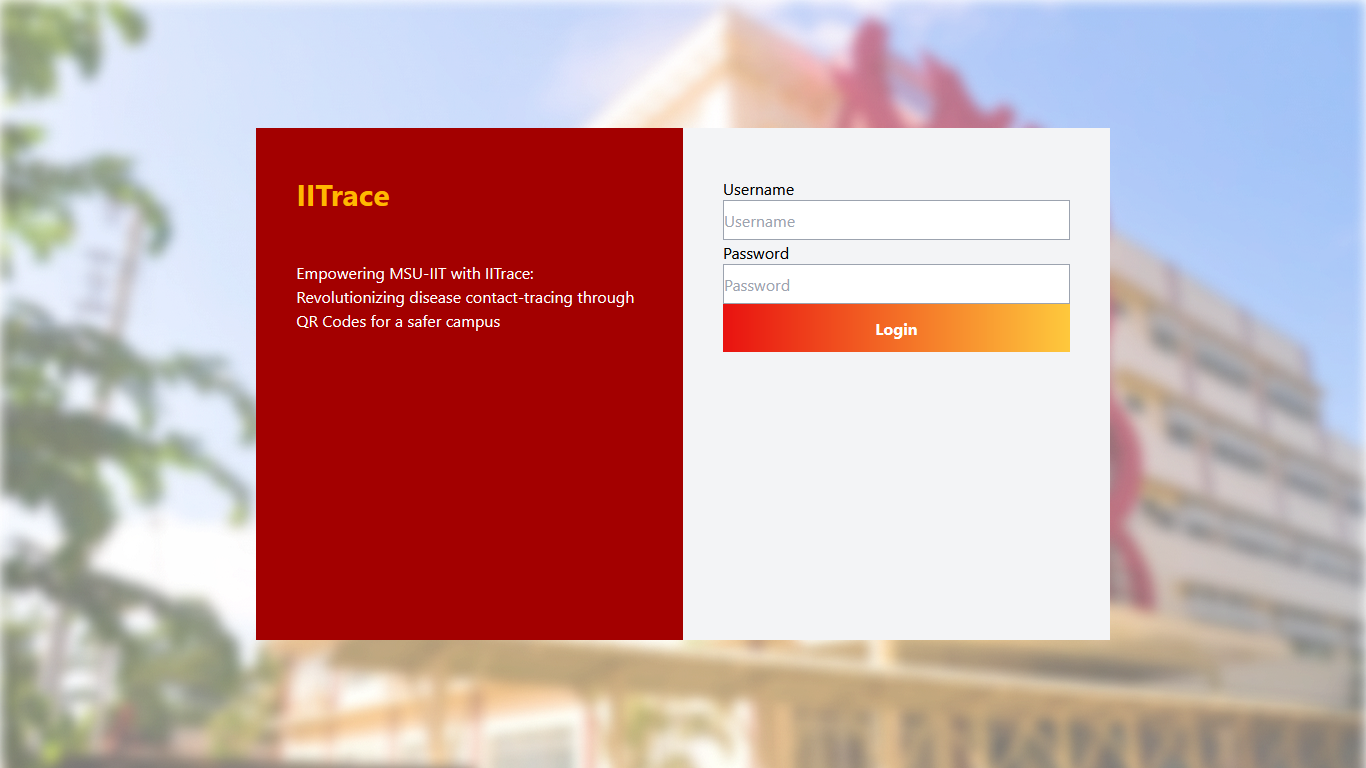 IITrace
Empowering MSU-IIT with IITrace:
Revolutionizing disease contact-tracing through
QR Codes for a safer campus
Username
Username
Password
Password
Login